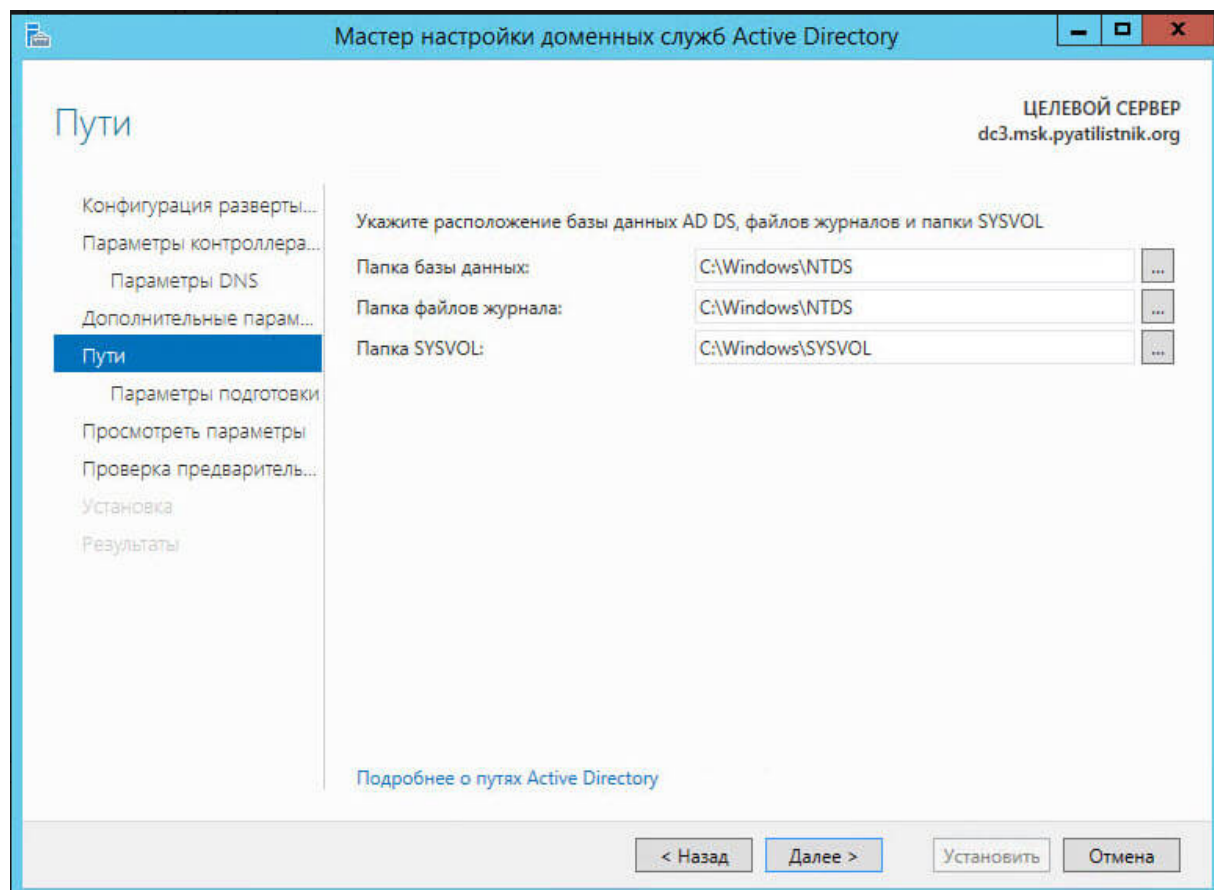 Мастер настройки доменных служб Active Directory
Пути
ЦЕЛЕВОЙ СЕРВЕР
dc3.msk.pyatilistnik.org
Конфигурация разверты...
Параметры контроллера...
Параметры DNS
Дополнительные парам...
Пути
Параметры подготовки
Просмотреть параметры
Проверка предваритель...
Установка
Результаты
Укажите расположение базы данных AD DS, файлов журналов и папки SYSVOL
Папка базы данных: C:\Windows\NTDS ...
Папка файлов журнала: C:\Windows\NTDS ...
Папка SYSVOL: C:\Windows\SYSVOL ...
Подробнее о путях Active Directory
< Назад Далее > Установить Отмена